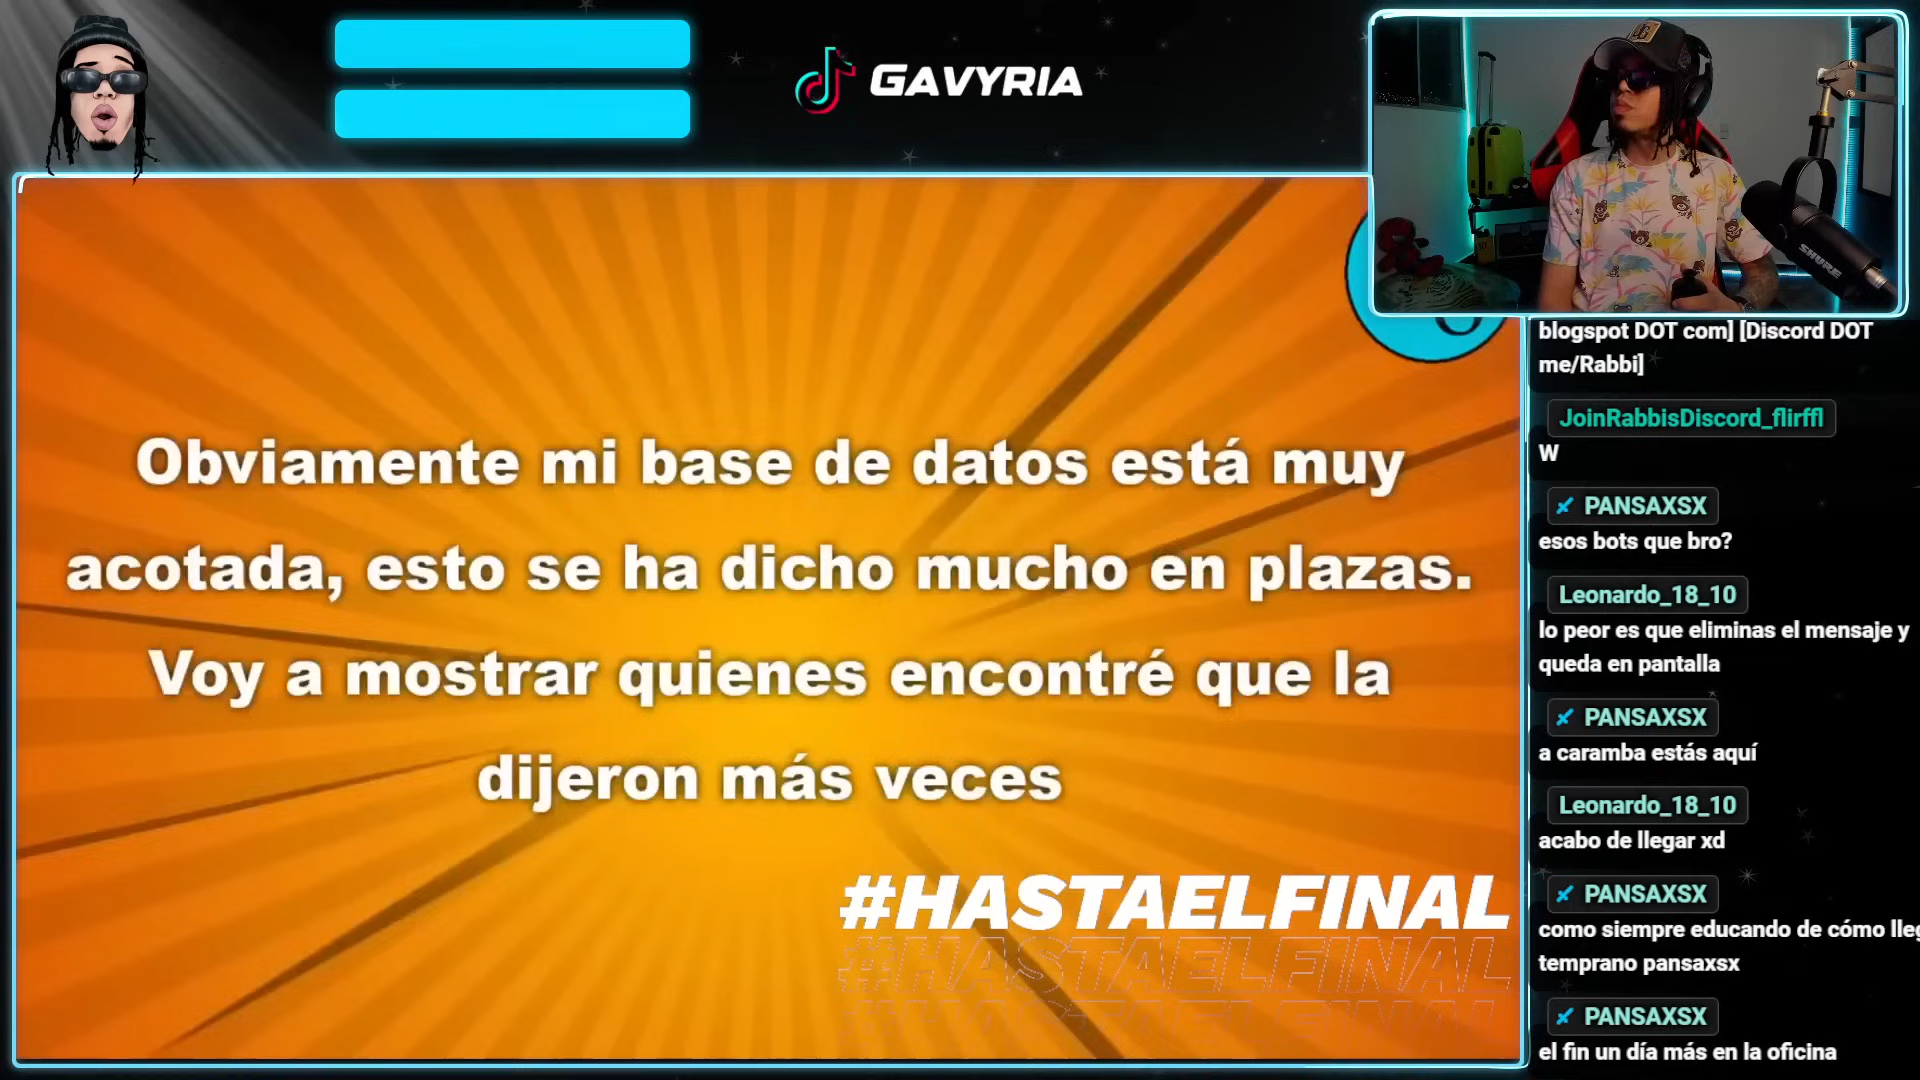 GAVYRIA
Obviamente mi base de datos está muy
acotada, esto se ha dicho mucho en plazas.
Voy a mostrar quienes encontré que la
dijeron más veces
#HASTAELFINAL
#HASTAELFINAL
#HASTAELFINAL
SHURE
blogspot DOT com] [Discord DOT
me/Rabbi]
JoinRabbisDiscord_flirffl
W
PANSAXSX
esos bots que bro?
Leonardo_18_10
lo peor es que eliminas el mensaje y
queda en pantalla
PANSAXSX
a caramba estás aquí
Leonardo_18_10
acabo de llegar xd
PANSAXSX
como siempre educando de cómo lleg
temprano pansaxsx
PANSAXSX
el fin un día más en la oficina